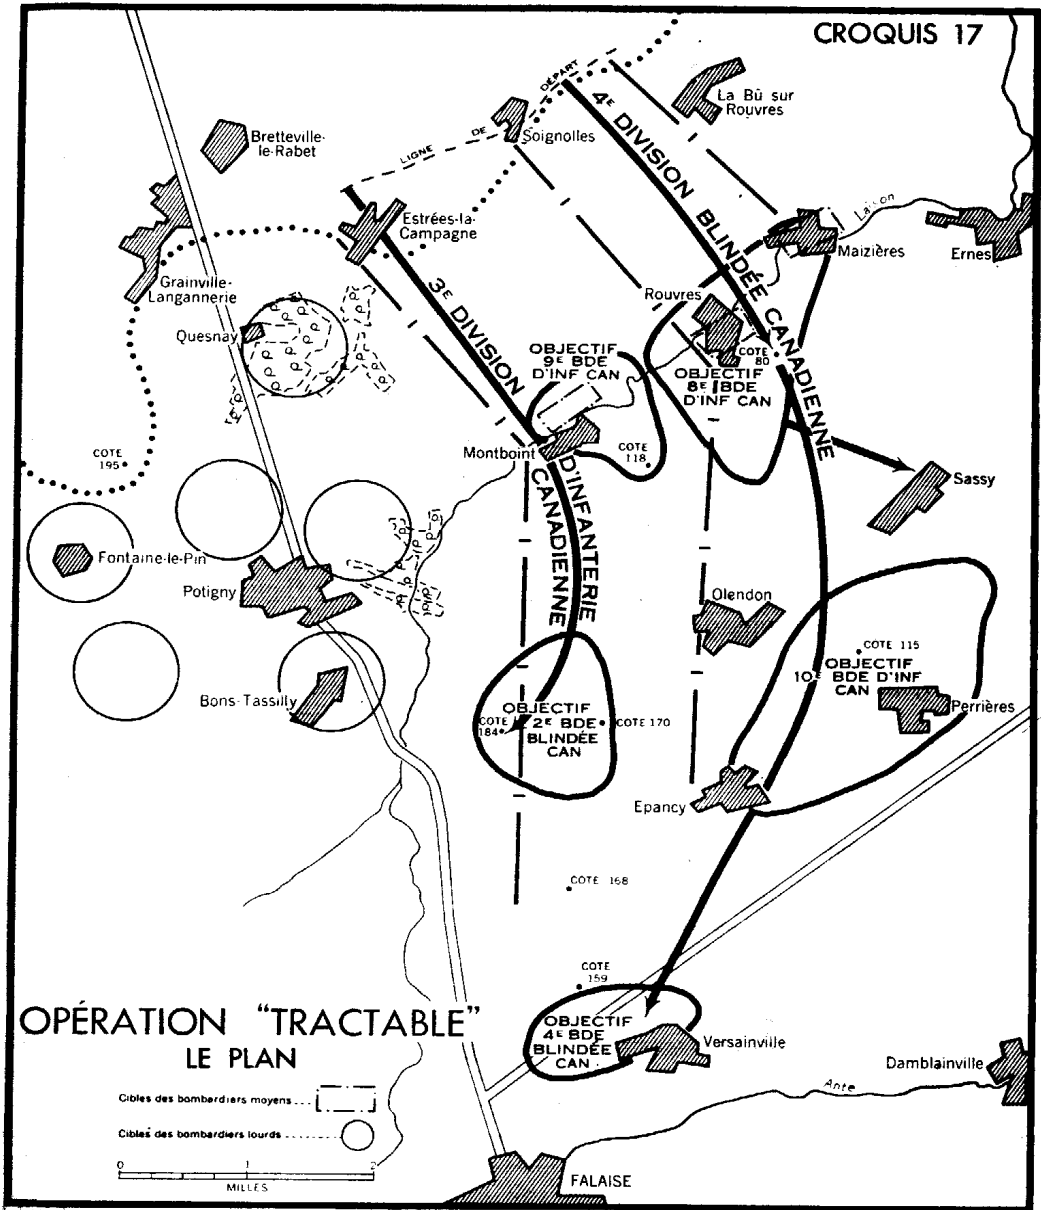 CROQUIS 17
La Bû sur
Rouvres
Bretteville-
le-Rabet
LIGNE DE DÉPART
Soignolles
4E DIVISION BLINDÉE CANADIENNE
Estrées-la-
Campagne
Laison
Maizières
Ernes
Grainville-
Langannerie
3E DIVISION D'INFANTERIE CANADIENNE
Rouvres
Quesnay
OBJECTIF
9E BDE
D'INF CAN
COTE
80
OBJECTIF
8E BDE
D'INF CAN
COTE
195
Montboint
COTE
118
Sassy
Fontaine-le-Pin
Potigny
Olendon
COTE 115
OBJECTIF
10E BDE D'INF
CAN
Perrières
Bons-Tassilly
OBJECTIF
2E BDE
BLINDÉE
CAN
COTE
184
COTE 170
Epancy
COTE 168
COTE
159
OBJECTIF
4E BDE
BLINDÉE
CAN
Versainville
Damblainville
Ante
OPÉRATION “TRACTABLE”
LE PLAN
Cibles des bombardiers moyens
Cibles des bombardiers lourds
0 1 2
MILLES
FALAISE